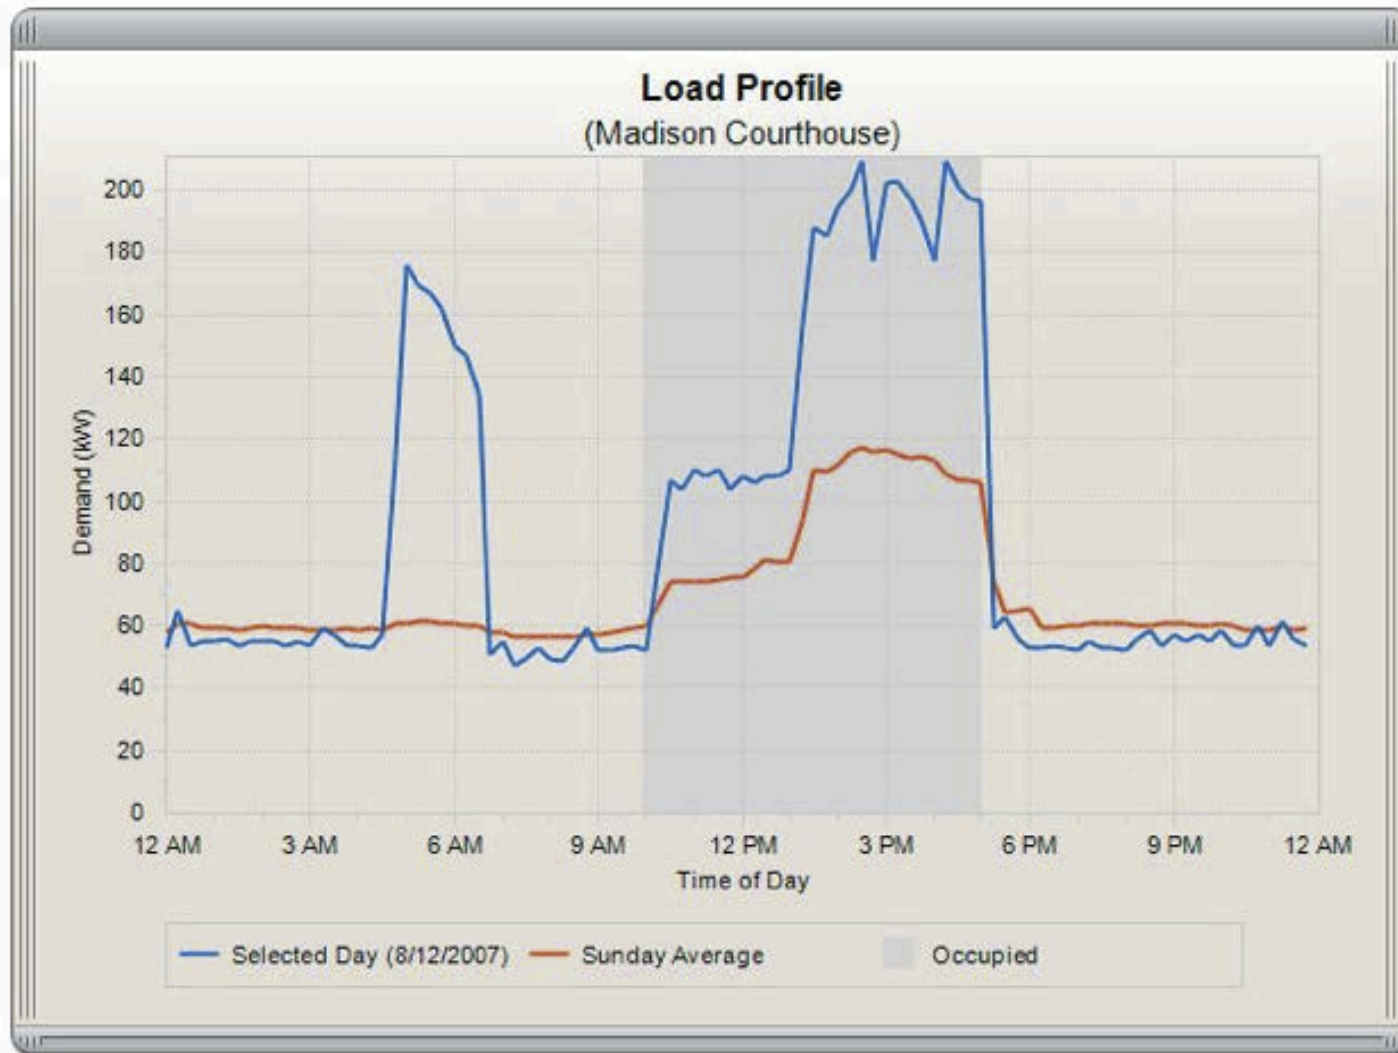 Load Profile
(Madison Courthouse)
200
180
160
140
120
100
80
60
40
20
0
Demand (kW)
12 AM 3 AM 6 AM 9 AM 12 PM 3 PM 6 PM 9 PM 12 AM
Time of Day
Selected Day (8/12/2007) Sunday Average Occupied